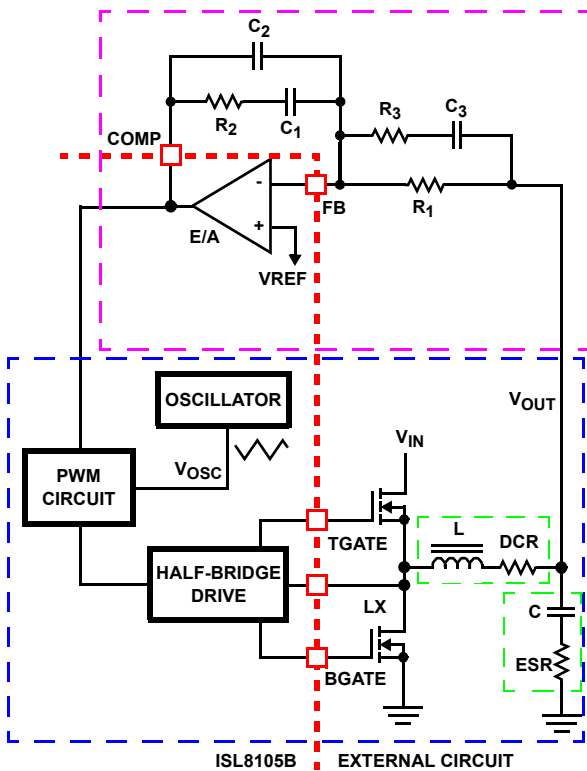 C2
R2
C1
R3
C3
COMP
-
FB
R1
E/A
+
VREF
VOUT
OSCILLATOR
VIN
PWM
CIRCUIT
VOSC
L
DCR
TGATE
HALF-BRIDGE
DRIVE
LX
C
ESR
BGATE
ISL8105B
EXTERNAL CIRCUIT